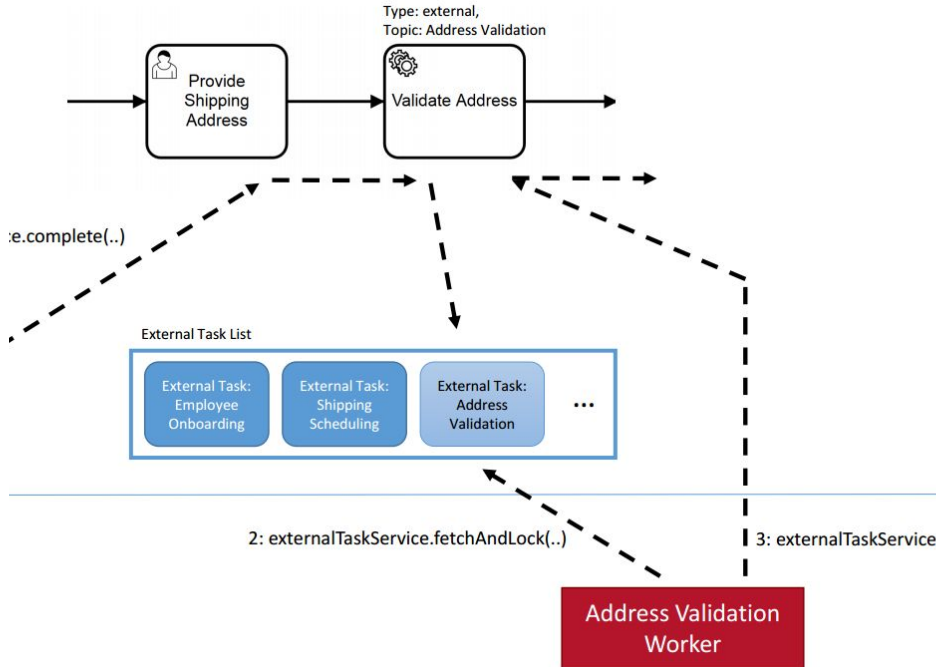 Type: external,
Topic: Address Validation
Provide
Shipping
Address
Validate Address
ce.complete(..)
External Task List
External Task:
Employee
Onboarding
External Task:
Shipping
Scheduling
External Task:
Address
Validation
...
2: externalTaskService.fetchAndLock(..)
3: externalTaskService
Address Validation
Worker